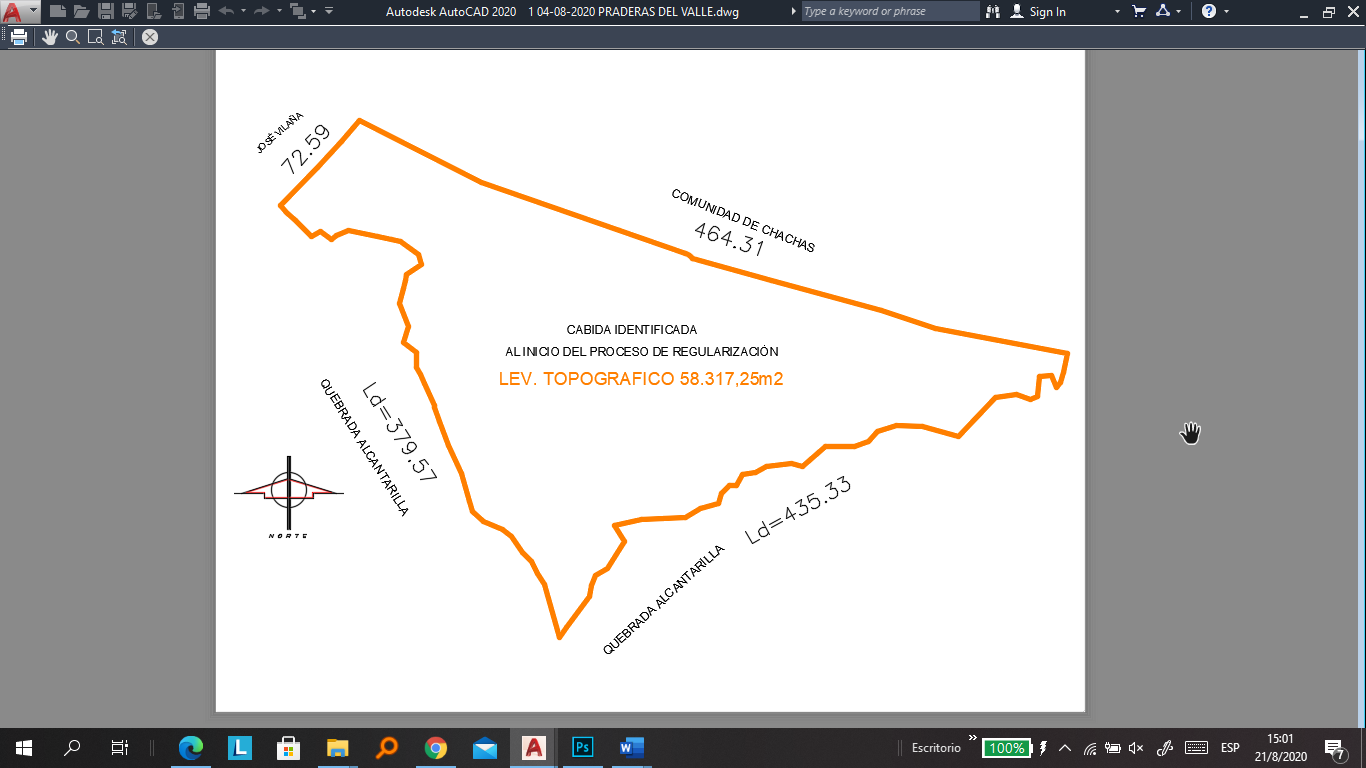 Autodesk AutoCAD 2020 1 04-08-2020 PRADERAS DEL VALLE.dwg
Type a keyword or phrase
Sign In
JOSÉ VILAÑA
72.59
COMUNIDAD DE CHACHAS
464.31
CABIDA IDENTIFICADA
AL INICIO DEL PROCESO DE REGULARIZACIÓN
LEV. TOPOGRAFICO 58.317,25m2
Ld=379.57
QUEBRADA ALCANTARILLA
Ld=435.33
QUEBRADA ALCANTARILLA
NORTE
Escritorio
100%
ESP
15:01
21/8/2020
7